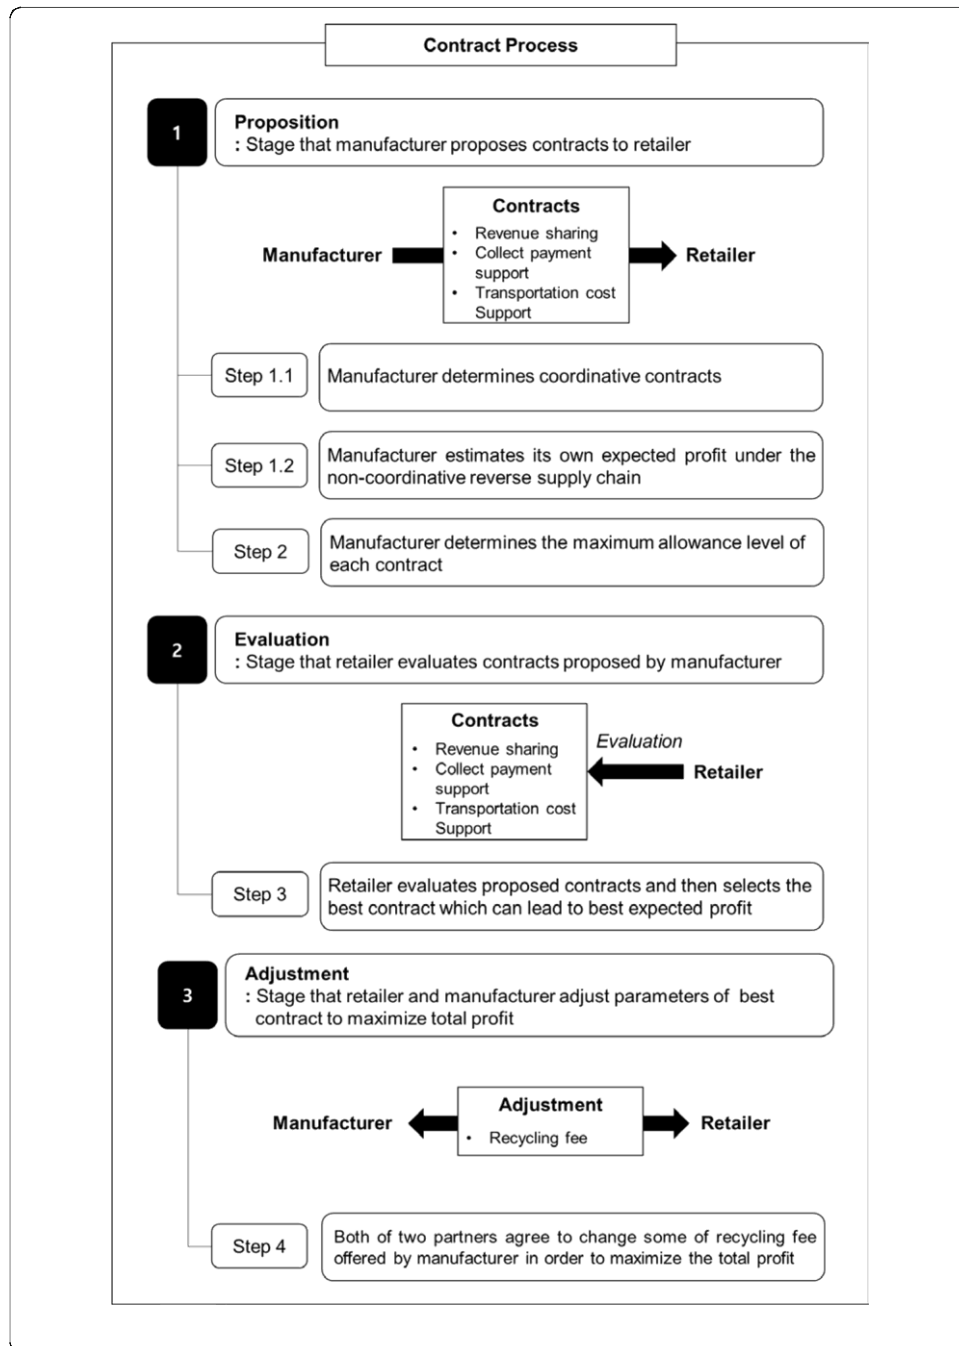 Contract Process
1
Proposition
: Stage that manufacturer proposes contracts to retailer
Contracts
• Revenue sharing
• Collect payment
support
• Transportation cost
Support
Manufacturer
Retailer
Step 1.1
Manufacturer determines coordinative contracts
Step 1.2
Manufacturer estimates its own expected profit under the
non-coordinative reverse supply chain
Step 2
Manufacturer determines the maximum allowance level of
each contract
2
Evaluation
: Stage that retailer evaluates contracts proposed by manufacturer
Contracts
• Revenue sharing
• Collect payment
support
• Transportation cost
Support
Evaluation
Retailer
Step 3
Retailer evaluates proposed contracts and then selects the
best contract which can lead to best expected profit
3
Adjustment
: Stage that retailer and manufacturer adjust parameters of best
contract to maximize total profit
Manufacturer
Adjustment
• Recycling fee
Retailer
Step 4
Both of two partners agree to change some of recycling fee
offered by manufacturer in order to maximize the total profit